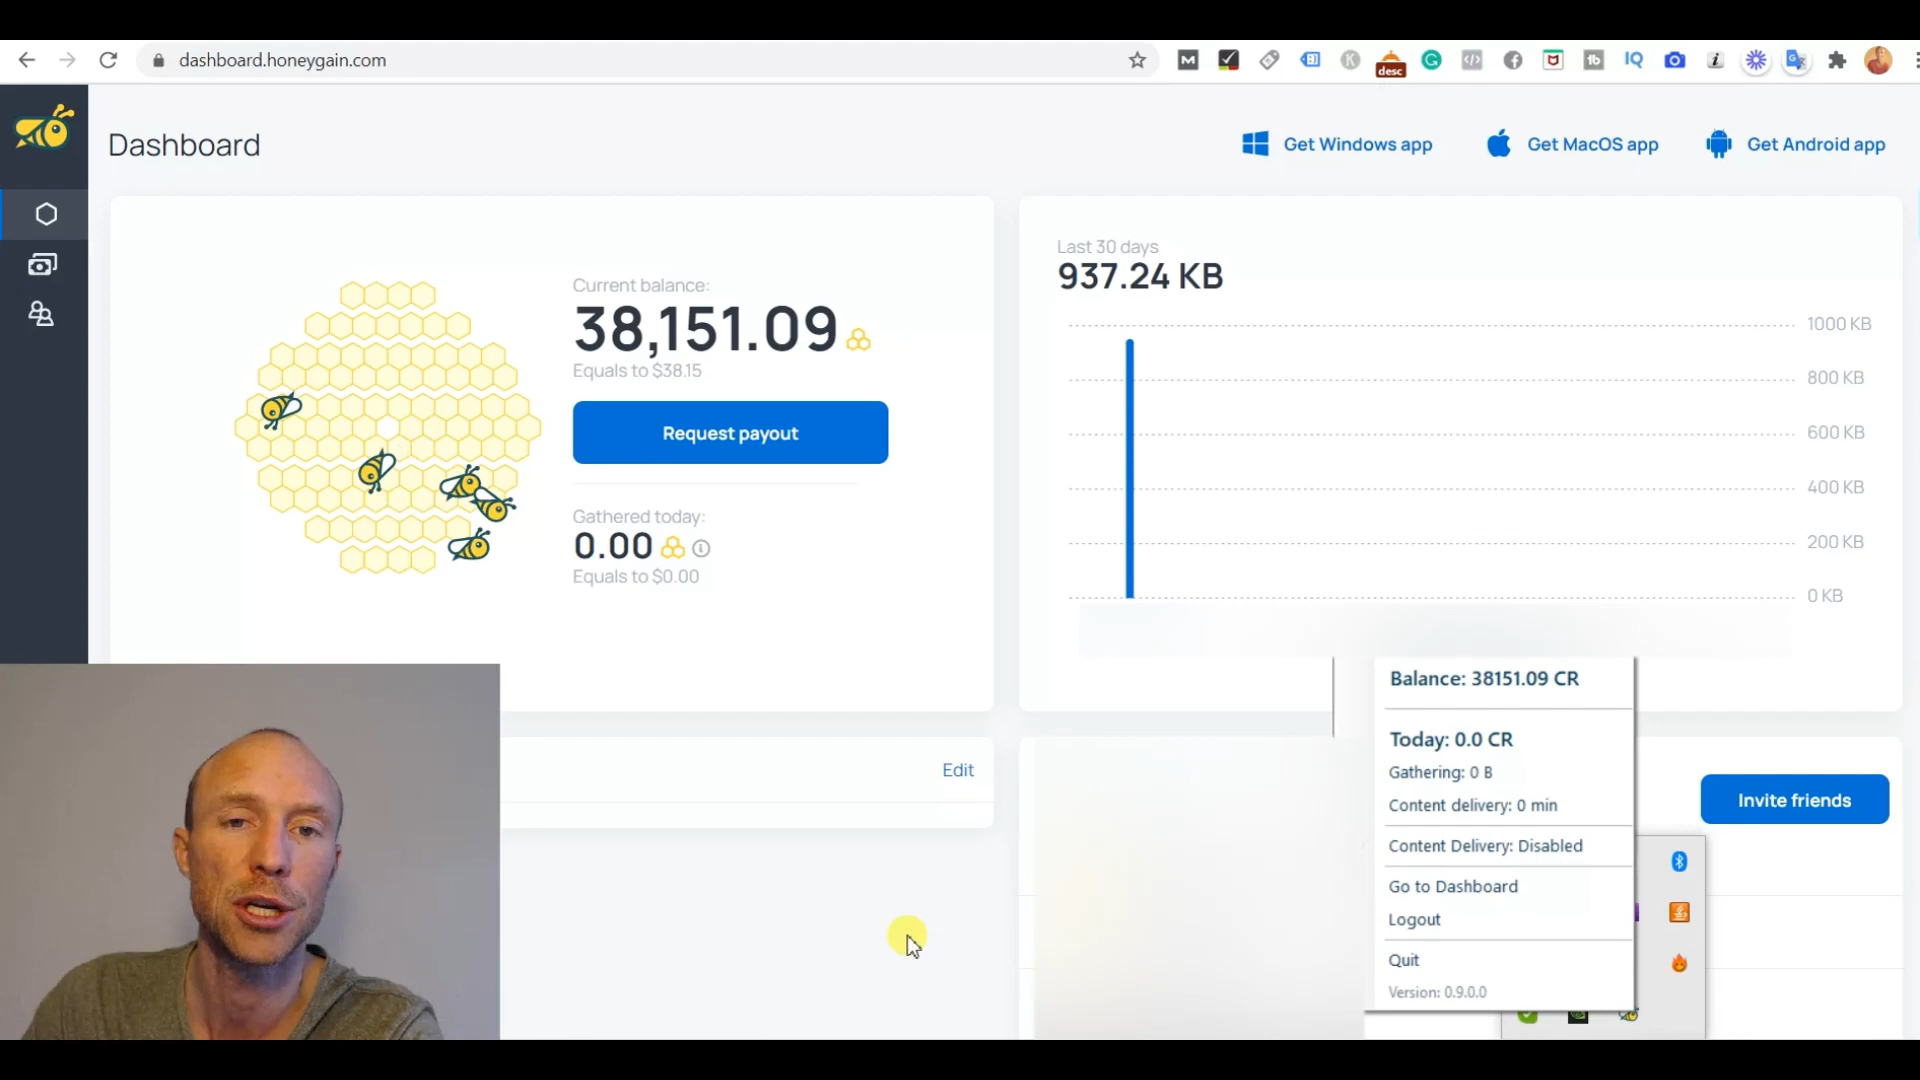 dashboard.honeygain.com
desc
IQ
Dashboard
Get Windows app
Get MacOS app
Get Android app
Current balance:
38,151.09
Equals to $38.15
Request payout
Gathered today:
0.00
Equals to $0.00
Last 30 days
937.24 KB
1000 KB
800 KB
600 KB
400 KB
200 KB
0 KB
Edit
Invite friends
Balance: 38151.09 CR
Today: 0.0 CR
Gathering: 0 B
Content delivery: 0 min
Content Delivery: Disabled
Go to Dashboard
Logout
Quit
Version: 0.9.0.0